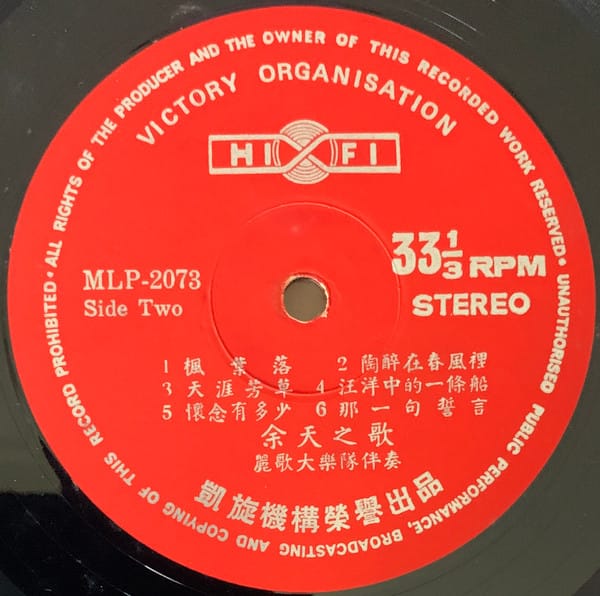 ALL RIGHTS OF THE PRODUCER AND THE OWNER OF THIS RECORDED WORK RESERVED • UNAUTHORISED PUBLIC PERFORMANCE, BROADCASTING AND COPYING OF THIS RECORD PROHIBITED •
VICTORY ORGANISATION
HI FI
MLP-2073
Side Two
33 1/3 RPM
STEREO
1 楓葉落 2 陶醉在春風裡
3 天涯芳草 4 汪洋中的一條船
5 懷念有多少 6 那一句誓言
余天之歌
麗歌大樂隊伴奏
凱旋機構榮譽出品